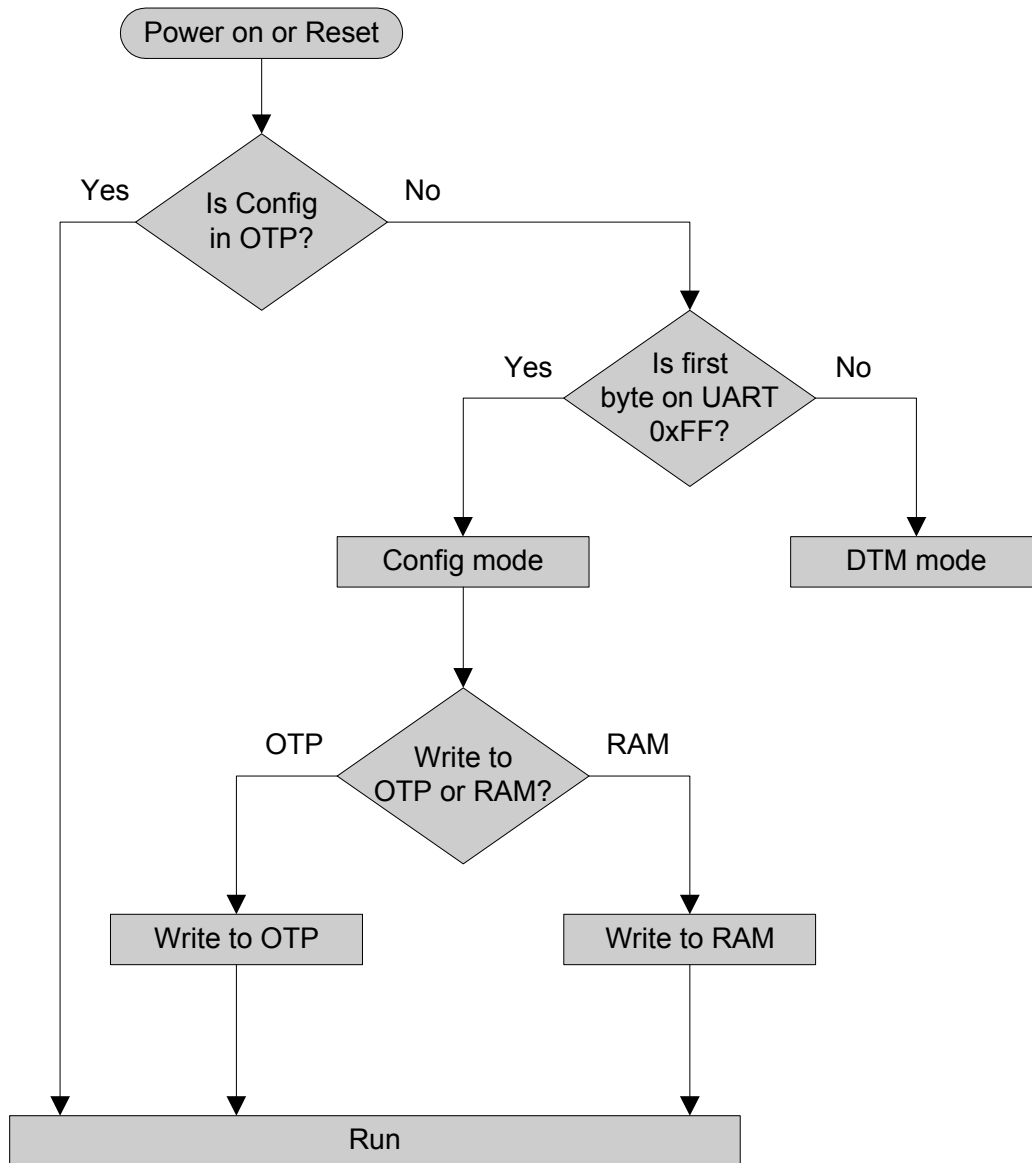 Power on or Reset
Yes
No
Is Config
in OTP?
Yes
No
Is first
byte on UART
0xFF?
Config mode
DTM mode
OTP
RAM
Write to
OTP or RAM?
Write to OTP
Write to RAM
Run